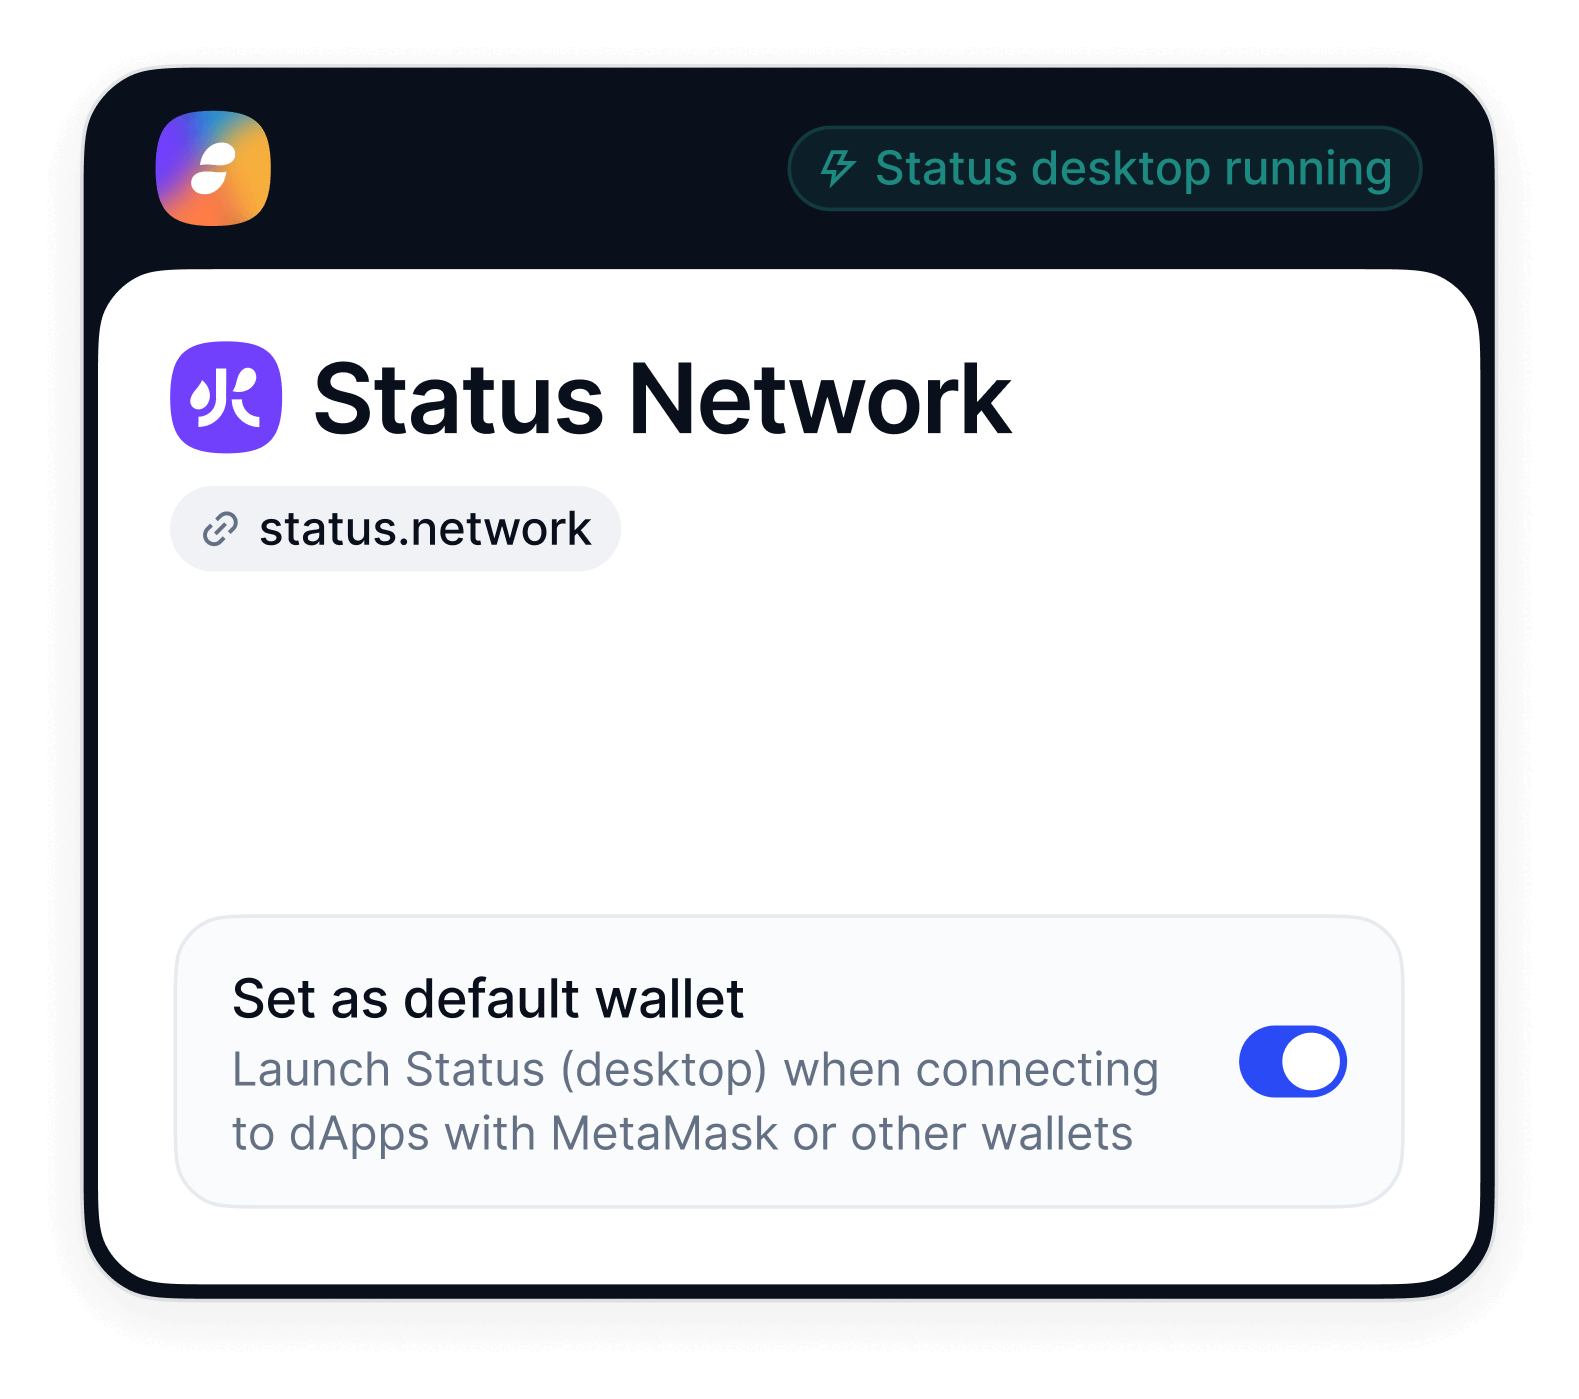 Status desktop running
Status Network
status.network
Set as default wallet
Launch Status (desktop) when connecting
to dApps with MetaMask or other wallets